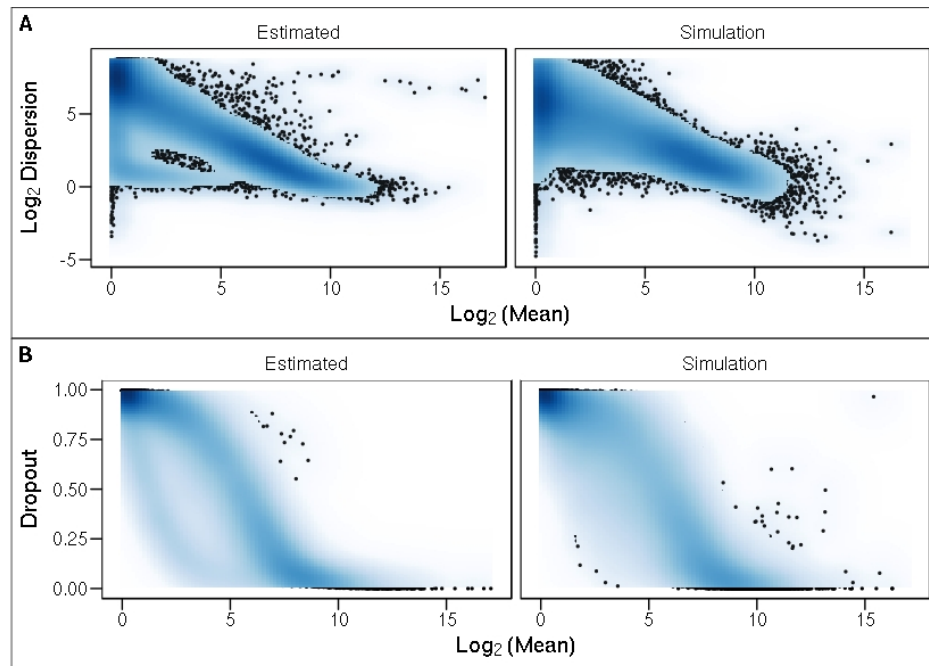 A
Estimated
Simulation
Log₂ Dispersion
5
0
-5
0
5
10
15
0
5
10
15
Log₂ (Mean)
B
Estimated
Simulation
Dropout
1.00
0.75
0.50
0.25
0.00
0
5
10
15
0
5
10
15
Log₂ (Mean)